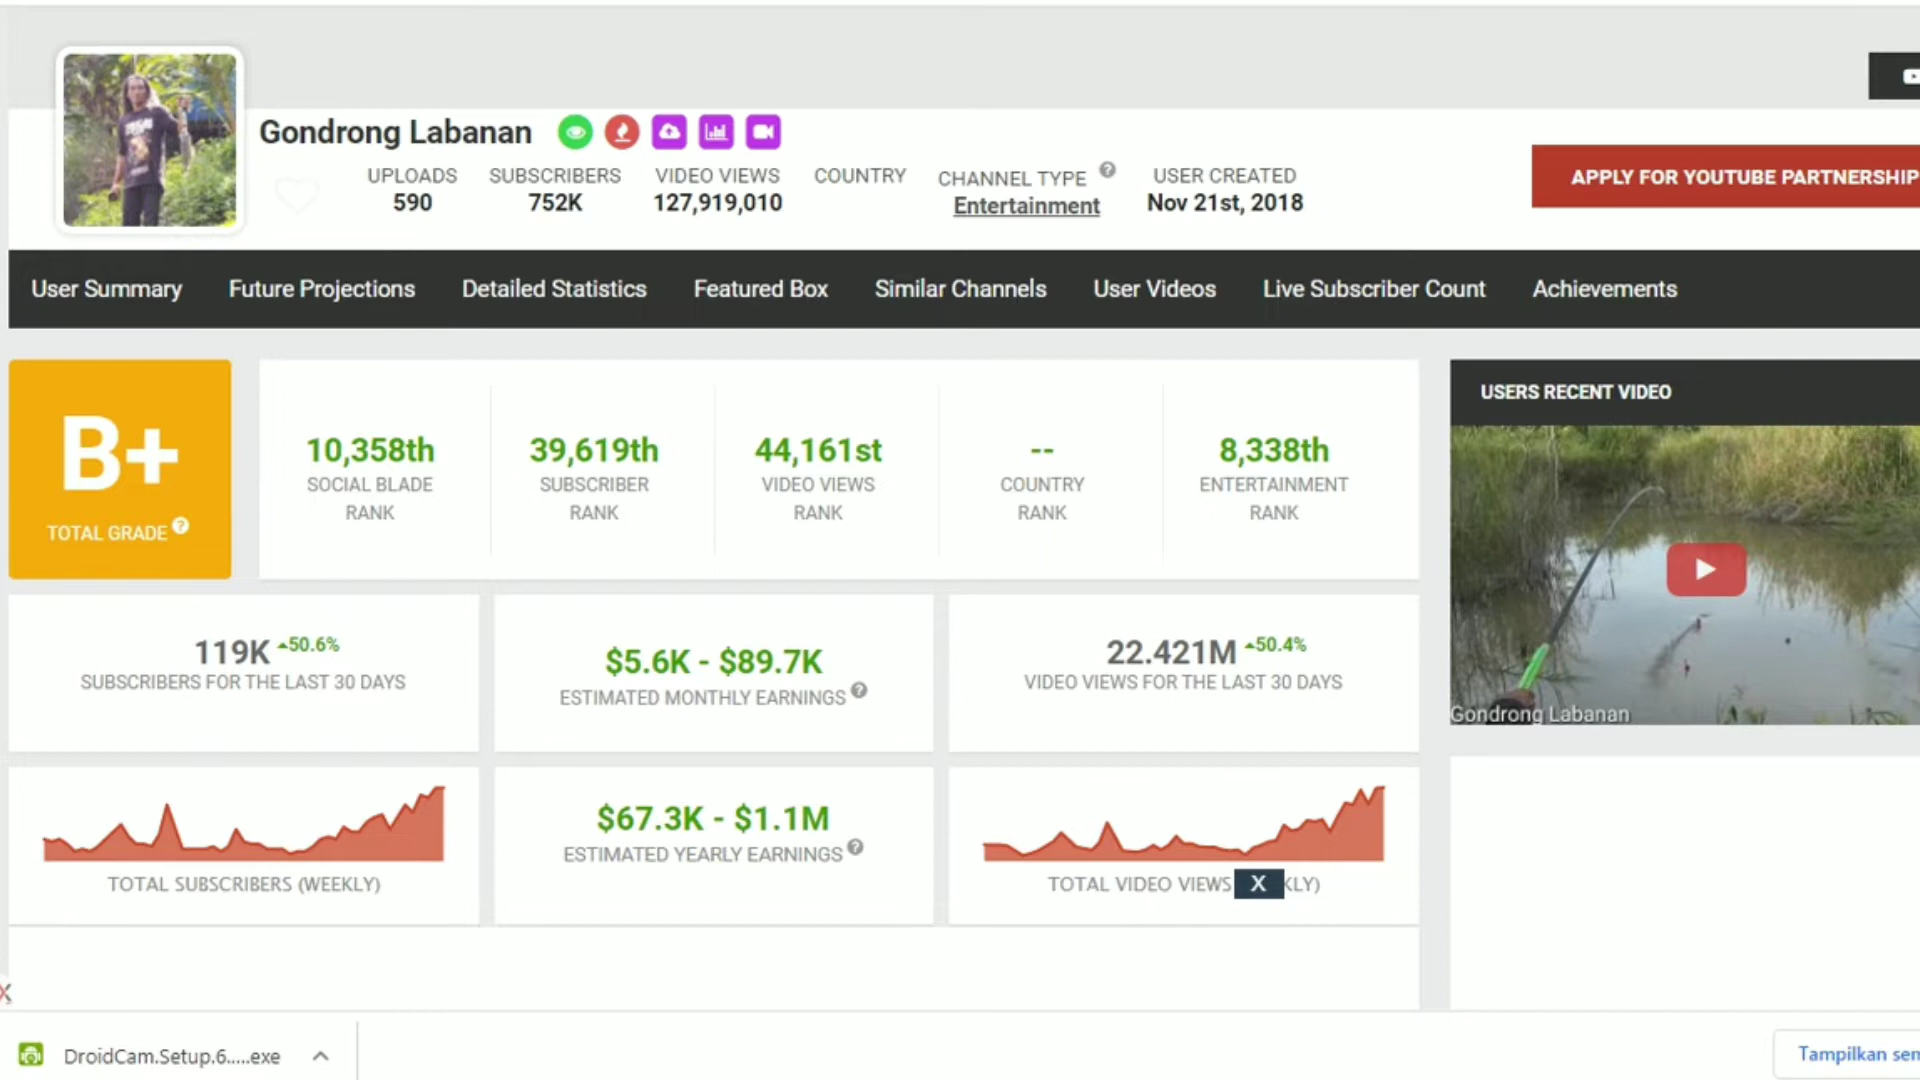 Gondrong Labanan
UPLOADS
590
SUBSCRIBERS
752K
VIDEO VIEWS
127,919,010
COUNTRY
CHANNEL TYPE ?
Entertainment
USER CREATED
Nov 21st, 2018
APPLY FOR YOUTUBE PARTNERSHIP
User Summary Future Projections Detailed Statistics Featured Box Similar Channels User Videos Live Subscriber Count Achievements
B+
TOTAL GRADE ?
10,358th
SOCIAL BLADE
RANK
39,619th
SUBSCRIBER
RANK
44,161st
VIDEO VIEWS
RANK
--
COUNTRY
RANK
8,338th
ENTERTAINMENT
RANK
USERS RECENT VIDEO
Gondrong Labanan
119K 50.6%
SUBSCRIBERS FOR THE LAST 30 DAYS
$5.6K - $89.7K
ESTIMATED MONTHLY EARNINGS ?
22.421M 50.4%
VIDEO VIEWS FOR THE LAST 30 DAYS
TOTAL SUBSCRIBERS (WEEKLY)
$67.3K - $1.1M
ESTIMATED YEARLY EARNINGS ?
TOTAL VIDEO VIEWS X KLY)
X
DroidCam.Setup.6.....exe
Tampilkan sem